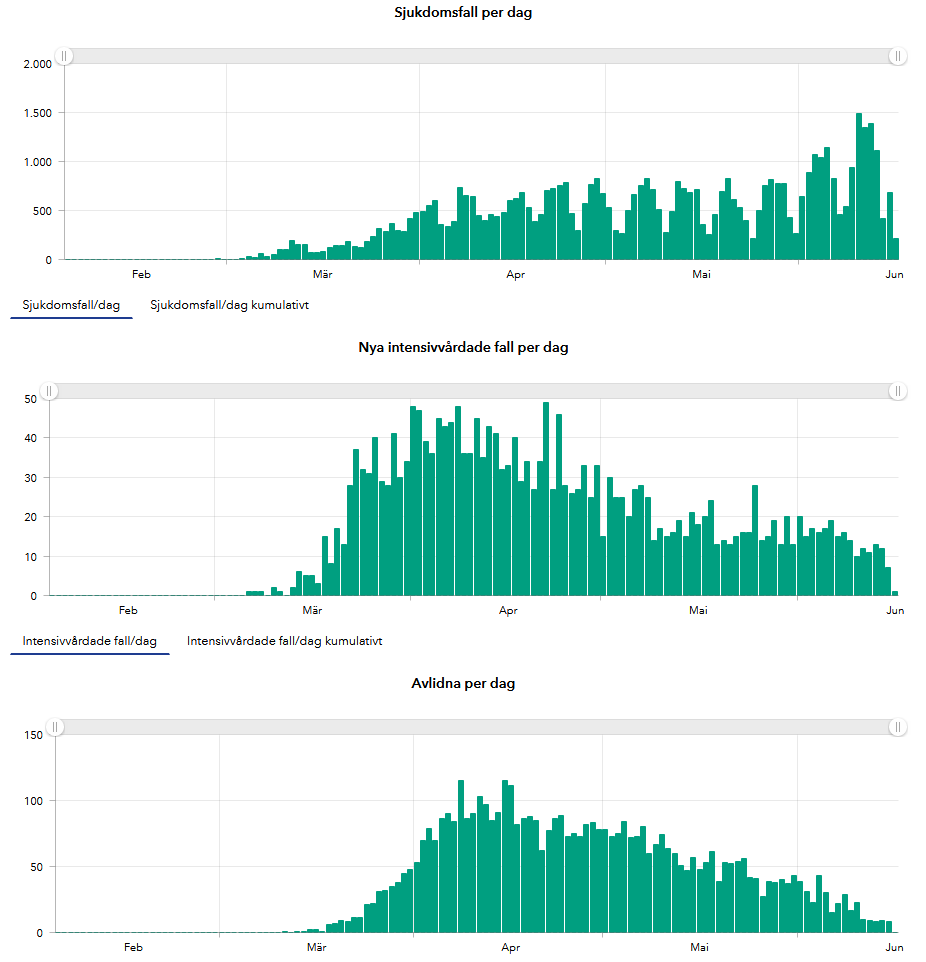 Sjukdomsfall per dag
2.000
1.500
1.000
500
0
Feb Mär Apr Mai Jun
Sjukdomsfall/dag Sjukdomsfall/dag kumulativt
Nya intensivvårdade fall per dag
50
40
30
20
10
0
Feb Mär Apr Mai Jun
Intensivvårdade fall/dag Intensivvårdade fall/dag kumulativt
Avlidna per dag
150
100
50
0
Feb Mär Apr Mai Jun